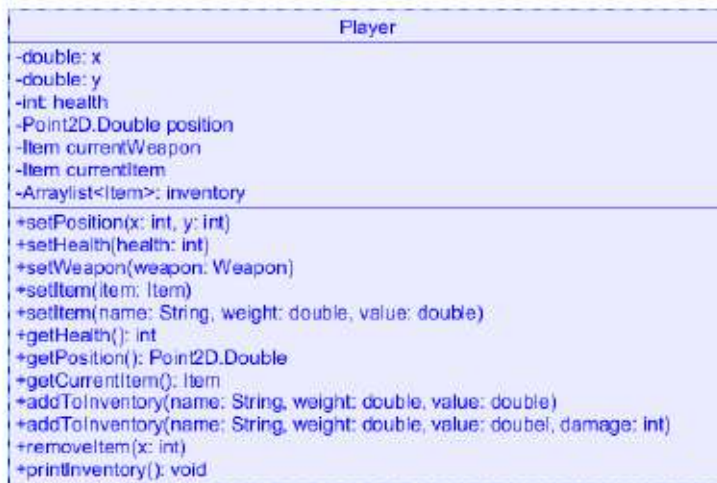 Player
-double: x
-double: y
-int: health
-Point2D.Double position
-Item currentWeapon
-Item currentItem
-Arraylist<Item>: inventory
+setPosition(x: int, y: int)
+setHealth(health: int)
+setWeapon(weapon: Weapon)
+setItem(item: Item)
+setItem(name: String, weight: double, value: double)
+getHealth(): int
+getPosition(): Point2D.Double
+getCurrentItem(): Item
+addToInventory(name: String, weight: double, value: double)
+addToInventory(name: String, weight: double, value: doubel, damage: int)
+removeItem(x: int)
+printInventory(): void